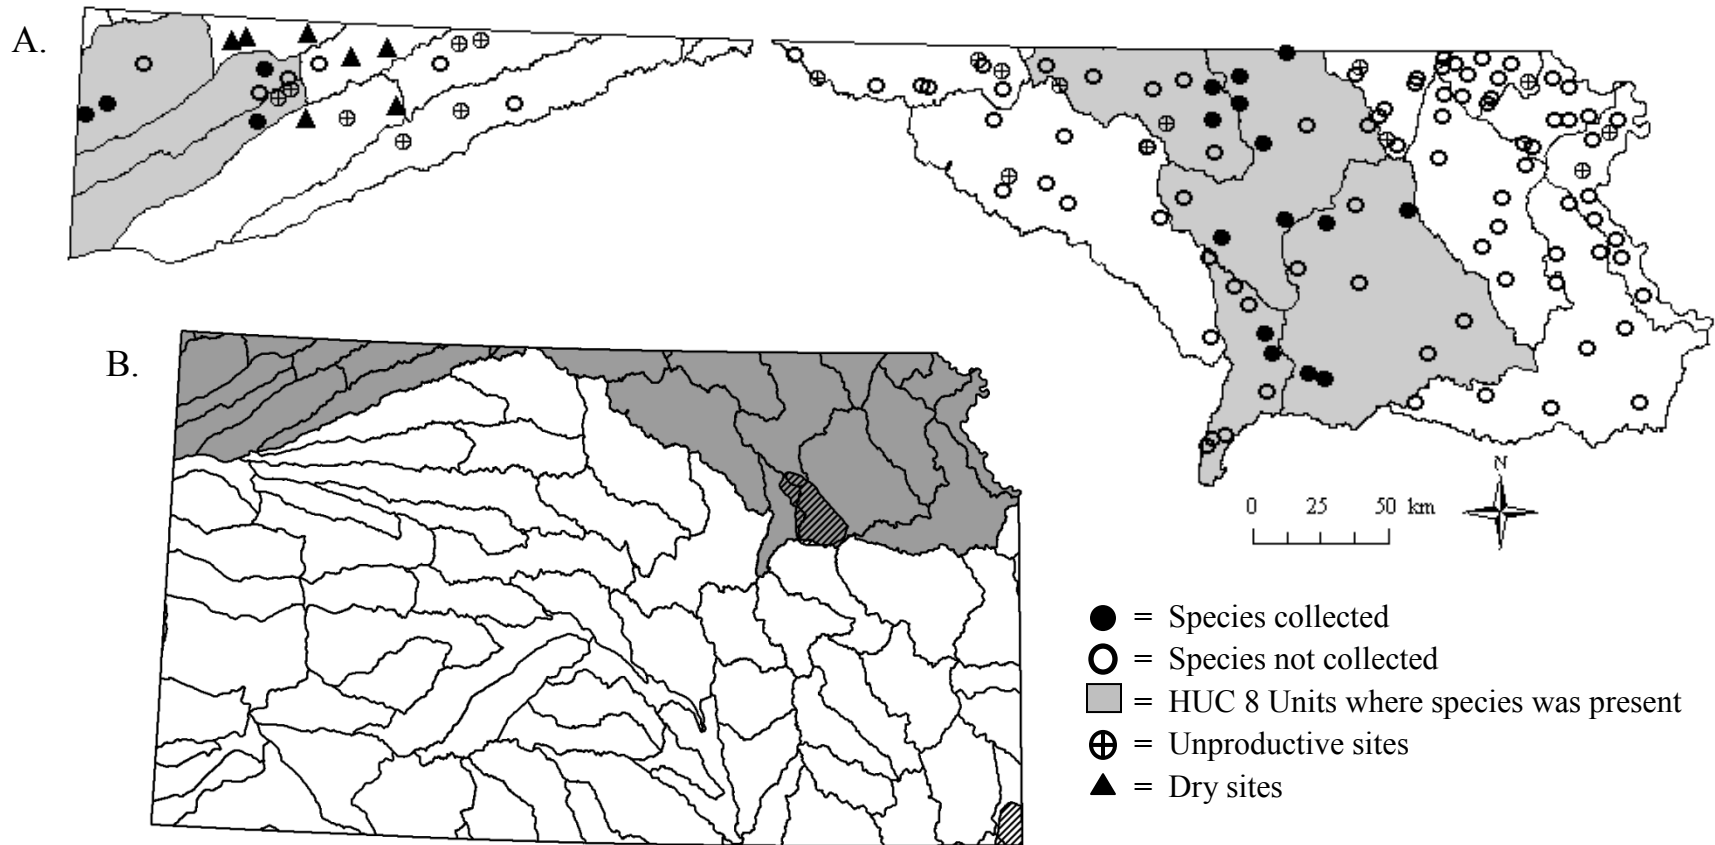 A.
B.
N
0 25 50 km
= Species collected
= Species not collected
= HUC 8 Units where species was present
= Unproductive sites
= Dry sites